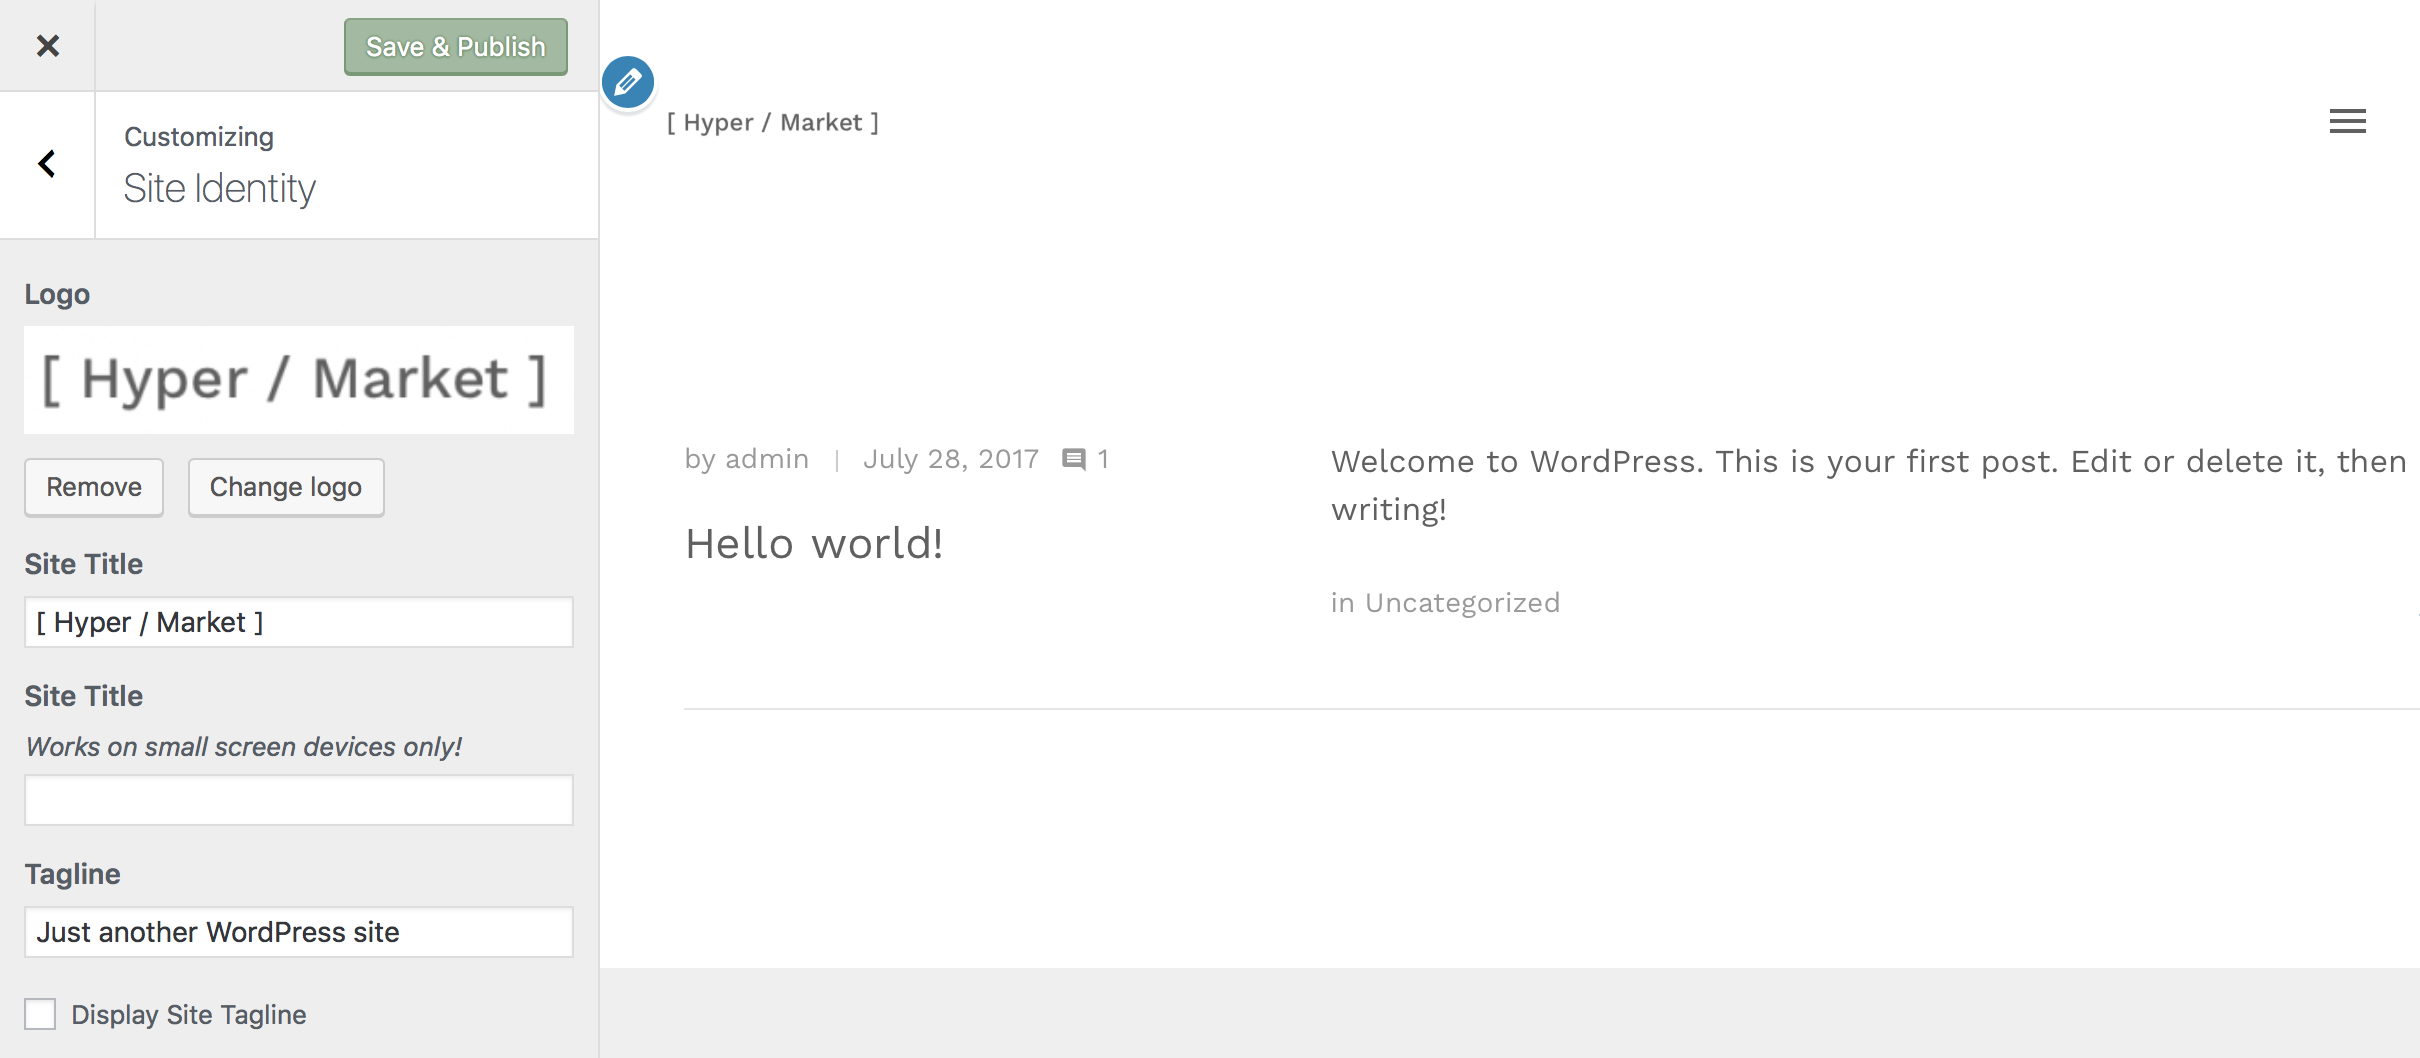 Save & Publish
Customizing
Site Identity
Logo
[ Hyper / Market ]
Remove
Change logo
Site Title
[ Hyper / Market ]
Site Title
Works on small screen devices only!
Tagline
Just another WordPress site
Display Site Tagline
[ Hyper / Market ]
by admin | July 28, 2017 1
Hello world!
Welcome to WordPress. This is your first post. Edit or delete it, then
writing!
in Uncategorized